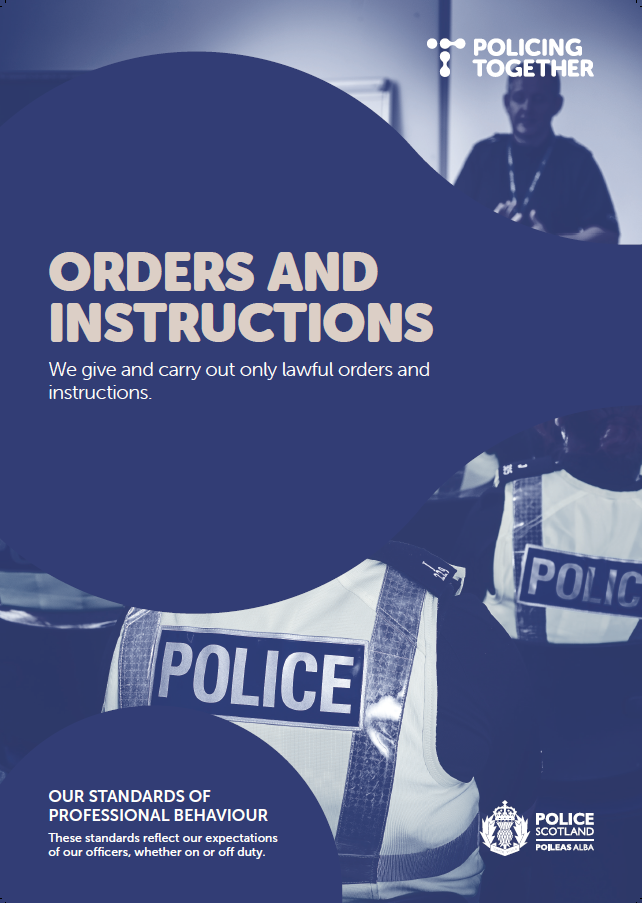 POLICING
TOGETHER
ORDERS AND
INSTRUCTIONS
We give and carry out only lawful orders and
instructions.
POLICE
POLIC
OUR STANDARDS OF
PROFESSIONAL BEHAVIOUR
These standards reflect our expectations
of our officers, whether on or off duty.
POLICE
SCOTLAND
POILEAS ALBA